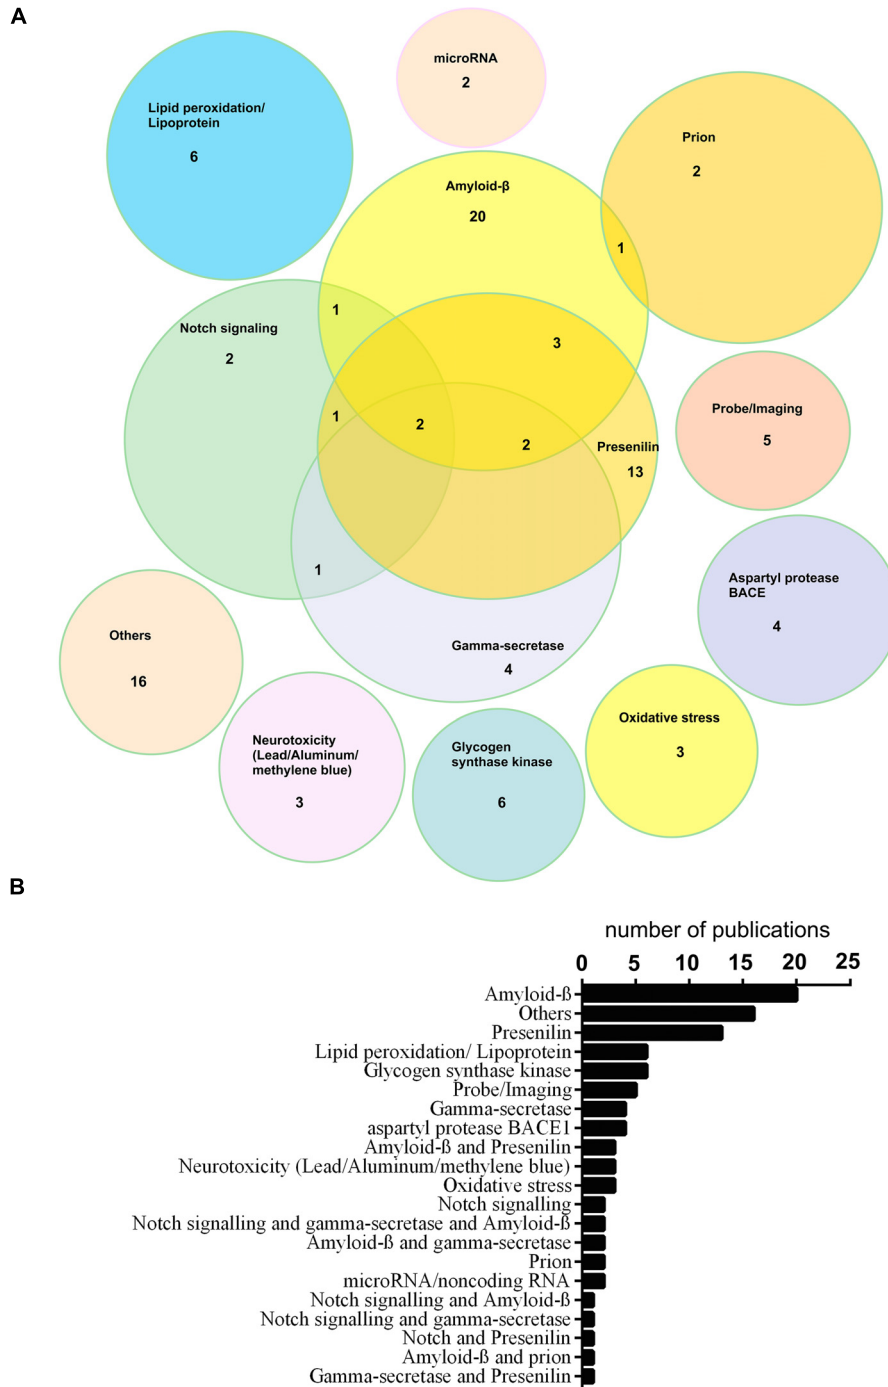 A
microRNA
2
Lipid peroxidation/
Lipoprotein
6
Prion
2
Amyloid-β
20
1
1
Notch signaling
2
3
1
2
2
Presenilin
13
Probe/Imaging
5
1
Aspartyl protease
BACE
4
Others
16
Gamma-secretase
4
Oxidative stress
3
Neurotoxicity
(Lead/Aluminum/
methylene blue)
3
Glycogen
synthase kinase
6
B
number of publications
0 5 10 15 20 25
Amyloid-ß
Others
Presenilin
Lipid peroxidation/ Lipoprotein
Glycogen synthase kinase
Probe/Imaging
Gamma-secretase
aspartyl protease BACE1
Amyloid-ß and Presenilin
Neurotoxicity (Lead/Aluminum/methylene blue)
Oxidative stress
Notch signalling
Notch signalling and gamma-secretase and Amyloid-ß
Amyloid-ß and gamma-secretase
Prion
microRNA/noncoding RNA
Notch signalling and Amyloid-ß
Notch signalling and gamma-secretase
Notch and Presenilin
Amyloid-ß and prion
Gamma-secretase and Presenilin